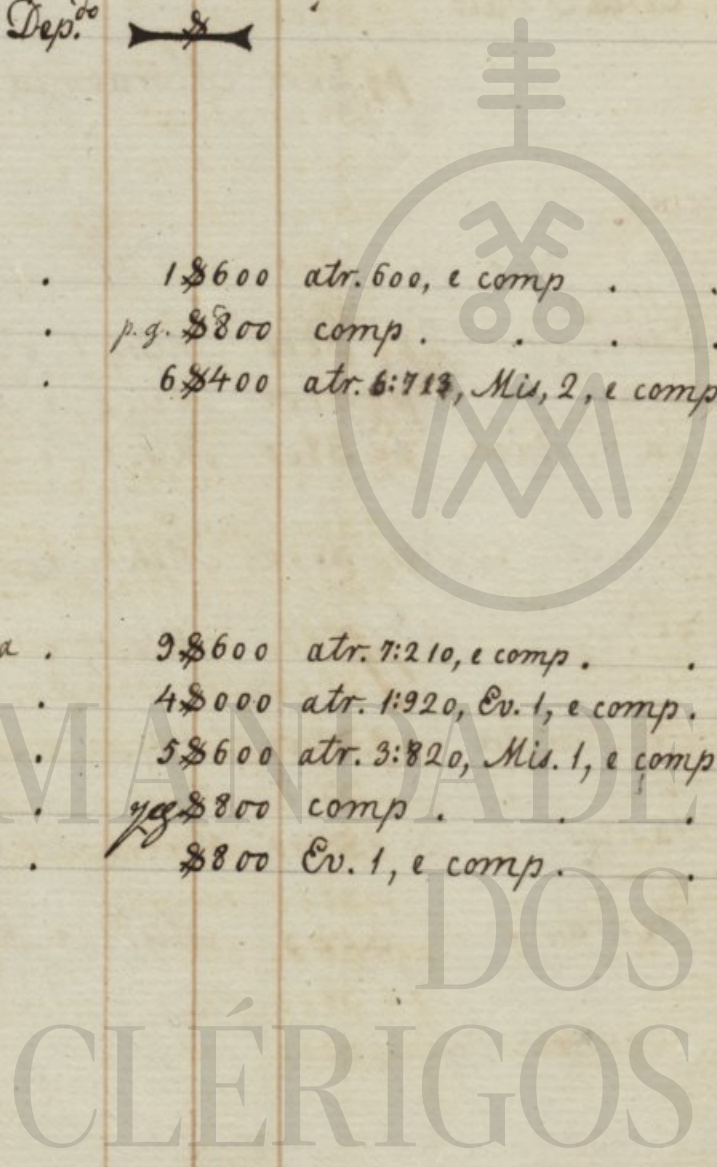 Dep.do $
. 1$600 atr. 600, e comp . .
. p.g. $800 comp . . . .
. 6$400 atr. 6:713, Mis, 2, e comp
a . 9$600 atr. 7:210, e comp . .
. 4$000 atr. 1:920, Ev. 1, e comp.
. 5$600 atr. 3:820, Mis. 1, e comp
. pg $800 comp . . .
. $800 Ev. 1, e comp . .
MANDADE
DOS
CLÉRIGOS